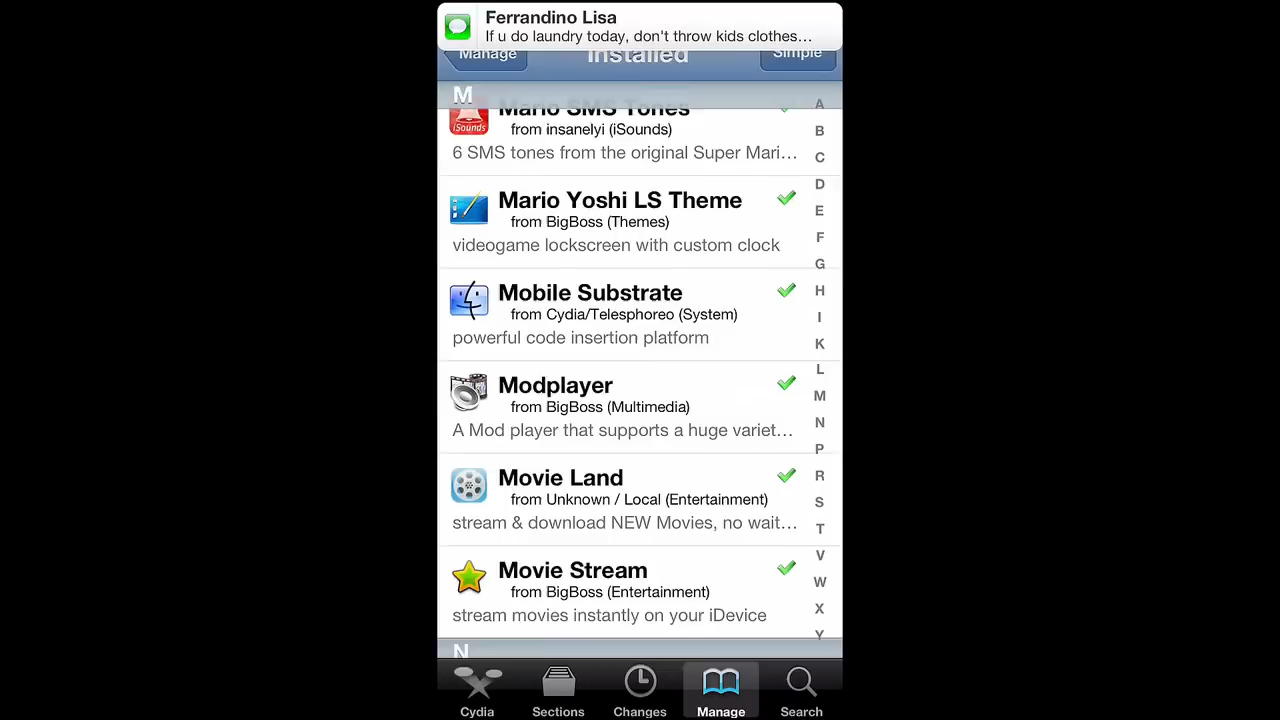 Ferrandino Lisa
If u do laundry today, don't throw kids clothes...
Manage
Installed
Simple
M
Mario SMS Tones
iSounds
from insanelyi (iSounds)
6 SMS tones from the original Super Mari...
Mario Yoshi LS Theme
from BigBoss (Themes)
videogame lockscreen with custom clock
Mobile Substrate
from Cydia/Telesphoreo (System)
powerful code insertion platform
Modplayer
from BigBoss (Multimedia)
A Mod player that supports a huge variet...
Movie Land
from Unknown / Local (Entertainment)
stream & download NEW Movies, no wait...
Movie Stream
from BigBoss (Entertainment)
stream movies instantly on your iDevice
N
A
B
C
D
E
F
G
H
I
K
L
M
N
P
R
S
T
V
W
X
Y
Cydia
Sections
Changes
Manage
Search